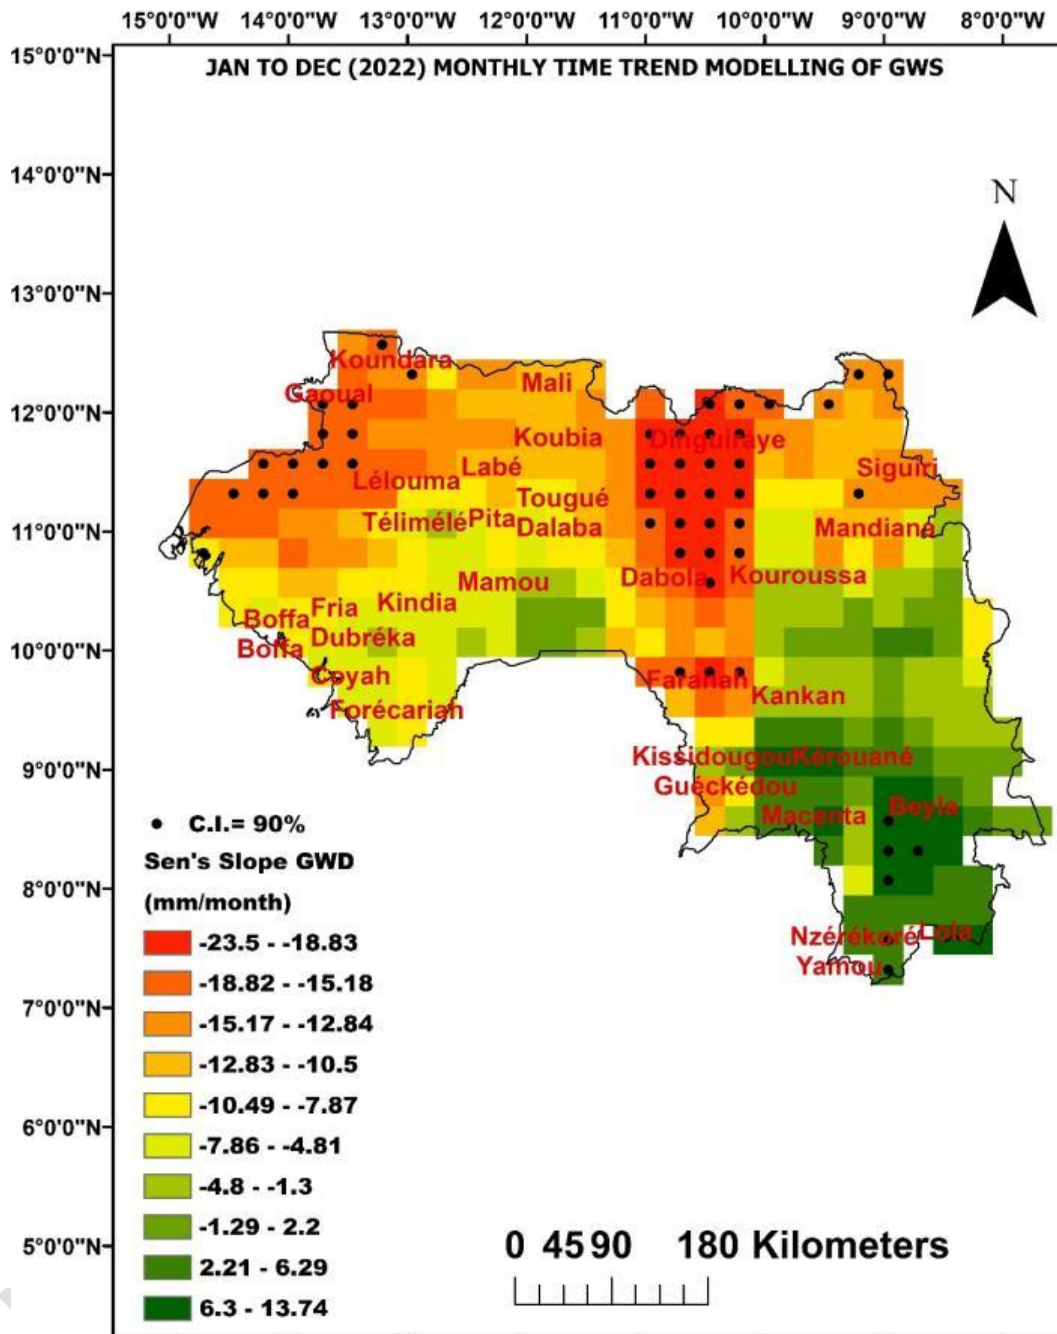 15°0'0"W 14°0'0"W 13°0'0"W 12°0'0"W 11°0'0"W 10°0'0"W 9°0'0"W 8°0'0"W
15°0'0"N
JAN TO DEC (2022) MONTHLY TIME TREND MODELLING OF GWS
14°0'0"N
N
13°0'0"N
Koundara
Mali
Gaoual
12°0'0"N
Koubia
Dinguiraye
Labé
Siguiri
Lélouma
Tougué
Télimélé
Pita
Dalaba
Mandiana
11°0'0"N
Mamou
Dabola
Kouroussa
Fria
Kindia
Boffa
Dubréka
Boffa
10°0'0"N
Coyah
Faranah
Kankan
Forécariah
9°0'0"N
Kissidougou
Kérouané
Guéckédou
Macenta
Beyla
C.I.= 90%
Sen's Slope GWD
8°0'0"N
(mm/month)
Nzérékoré
Lola
Yamou
-23.5 - -18.83
-18.82 - -15.18
7°0'0"N
-15.17 - -12.84
-12.83 - -10.5
-10.49 - -7.87
6°0'0"N
-7.86 - -4.81
-4.8 - -1.3
-1.29 - 2.2
5°0'0"N
2.21 - 6.29
6.3 - 13.74
0 45 90 180 Kilometers